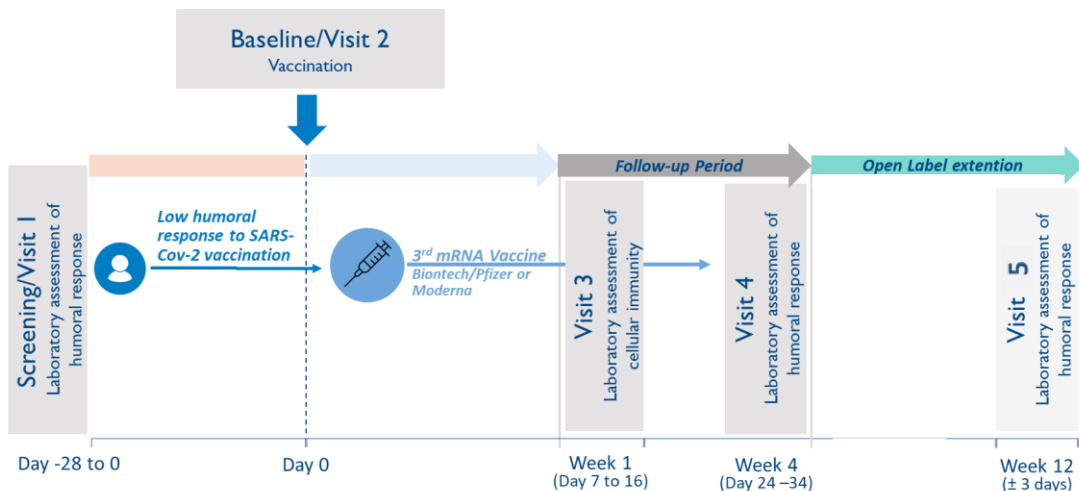 Baseline/Visit 2
Vaccination
Screening/Visit 1
Laboratory assessment of
humoral response
Low humoral
response to SARS-
Cov-2 vaccination
3rd mRNA Vaccine
Biontech/Pfizer or
Moderna
Follow-up Period
Open Label extention
Visit 3
Laboratory assessment of
cellular immunity
Visit 4
Laboratory assessment of
humoral response
Visit 5
Laboratory assessment of
humoral response
Day -28 to 0
Day 0
Week 1
(Day 7 to 16)
Week 4
(Day 24 –34)
Week 12
(± 3 days)